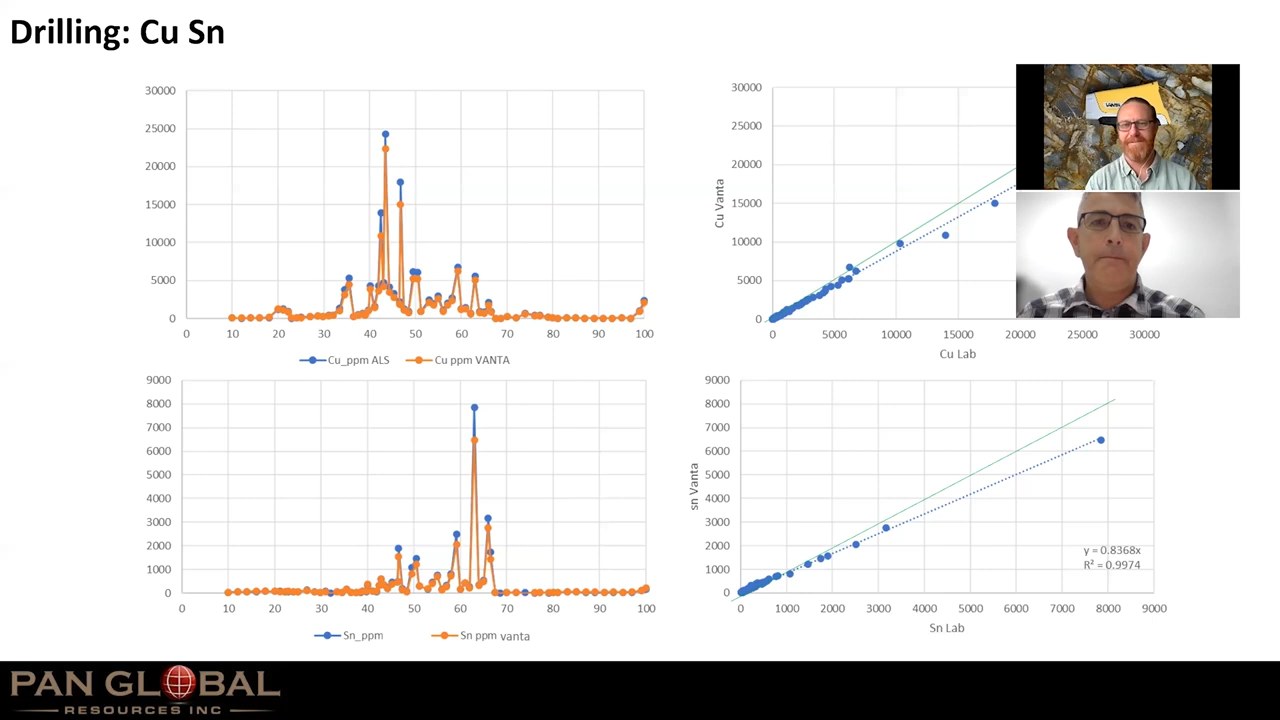 Drilling: Cu Sn
30000
25000
20000
15000
10000
5000
0
0 10 20 30 40 50 60 70 80 90 100
Cu_ppm ALS Cu ppm VANTA
Cu Vanta
30000
25000
20000
15000
10000
5000
0
0 5000 10000 15000 20000 25000 30000
Cu Lab
9000
8000
7000
6000
5000
4000
3000
2000
1000
0
0 10 20 30 40 50 60 70 80 90 100
Sn_ppm Sn ppm vanta
sn Vanta
9000
8000
7000
6000
5000
4000
3000
2000
1000
0
y = 0.8368x
R² = 0.9974
0 1000 2000 3000 4000 5000 6000 7000 8000 9000
Sn Lab
PAN GLOBAL
RESOURCES INC